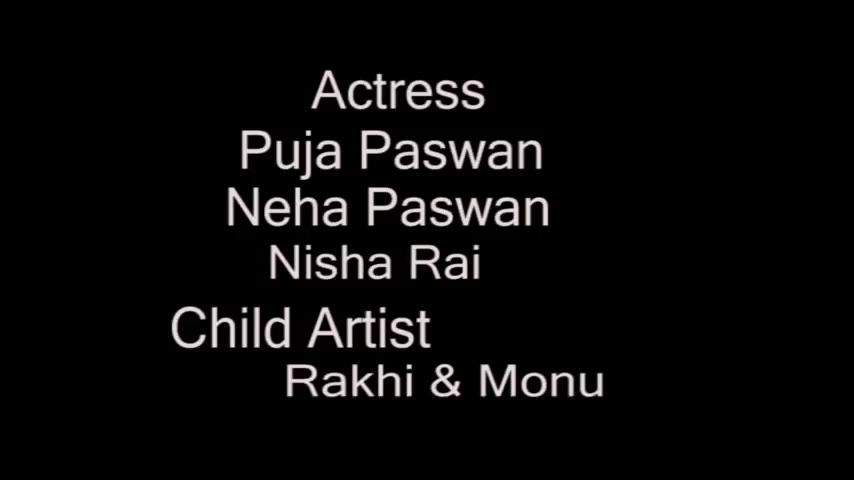 Actress
Puja Paswan
Neha Paswan
Nisha Rai
Child Artist
Rakhi & Monu